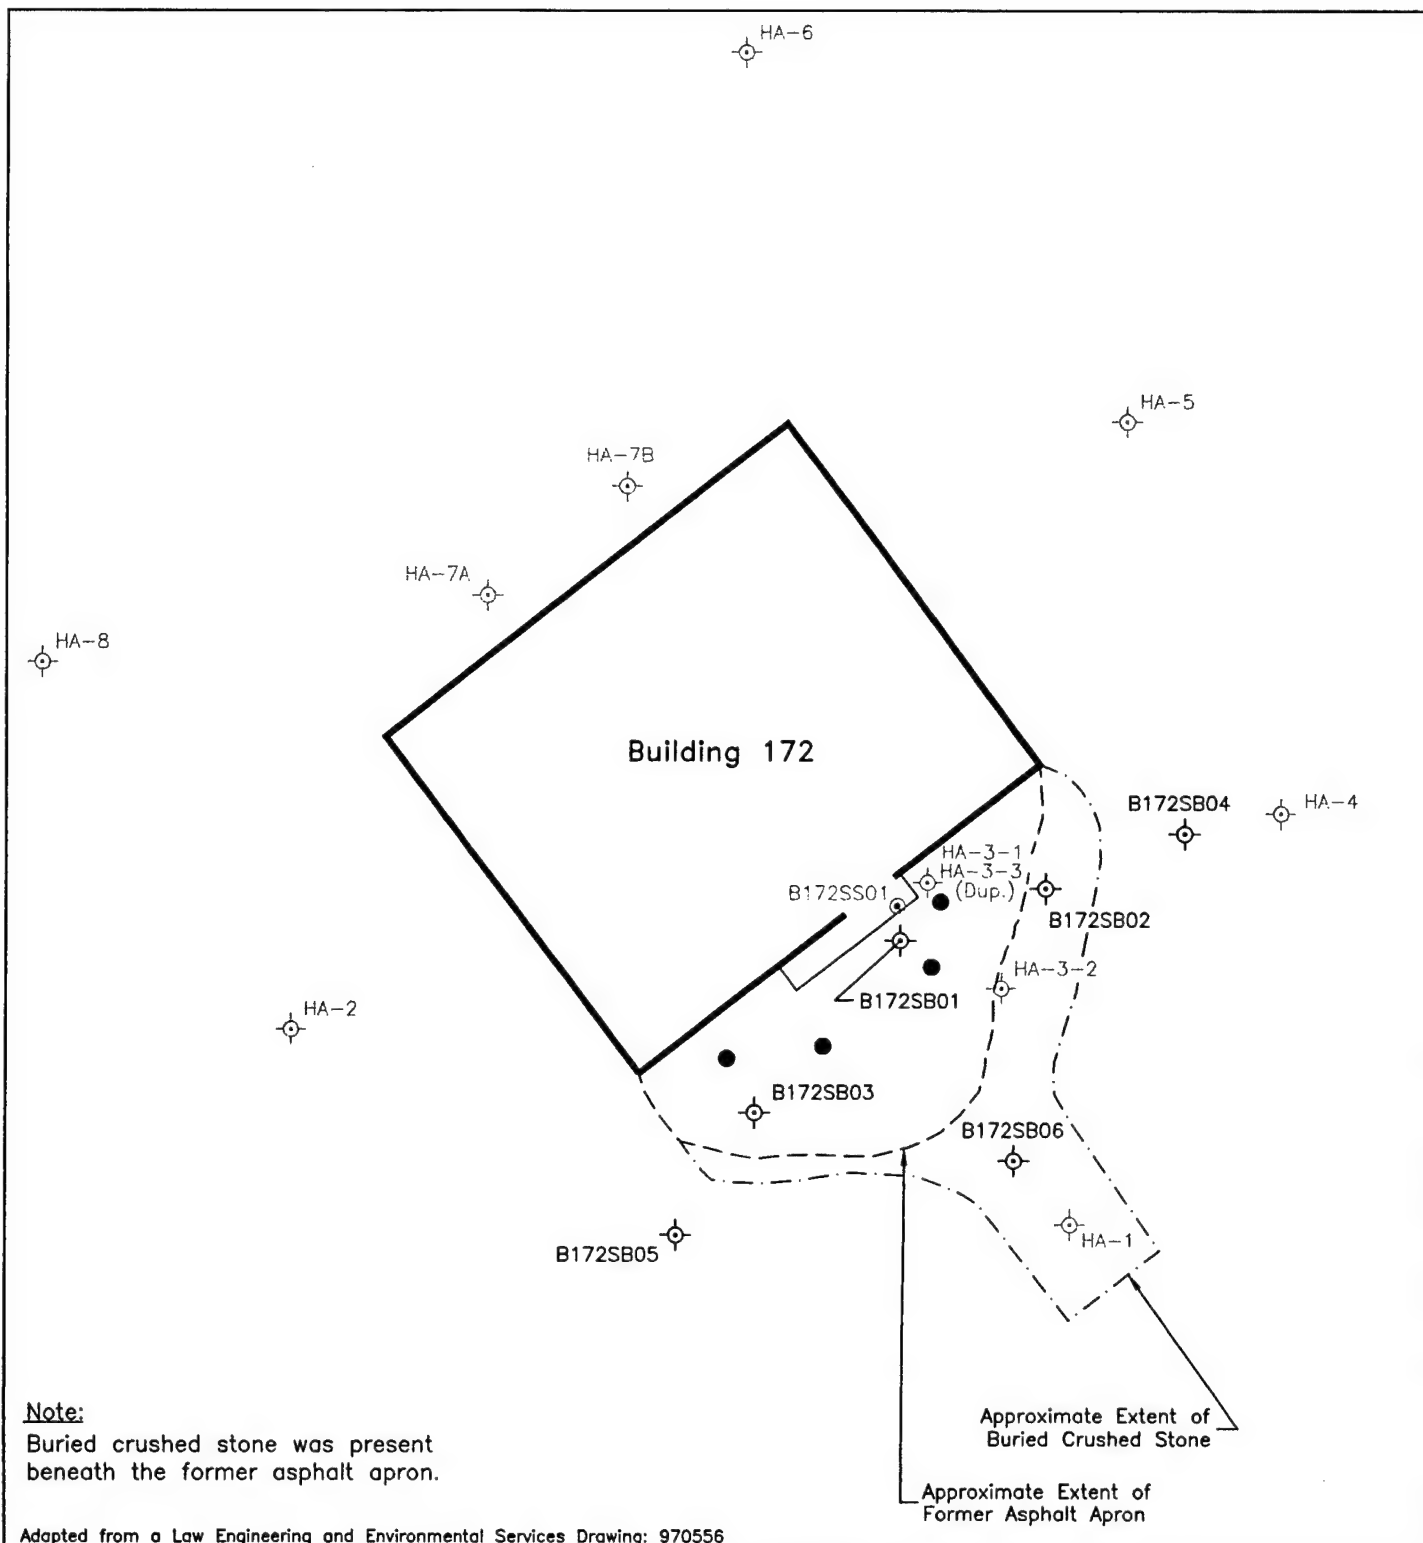 HA-6
HA-5
HA-7B
HA-7A
HA-8
Building 172
B172SB04
HA-4
HA-3-1
HA-3-3
(Dup.)
B172SS01
B172SB02
HA-3-2
B172SB01
HA-2
B172SB03
B172SB06
HA-1
B172SB05
Note:
Buried crushed stone was present
beneath the former asphalt apron.
Approximate Extent of
Buried Crushed Stone
Approximate Extent of
Former Asphalt Apron
Adapted from a Law Engineering and Environmental Services Drawing: 970556